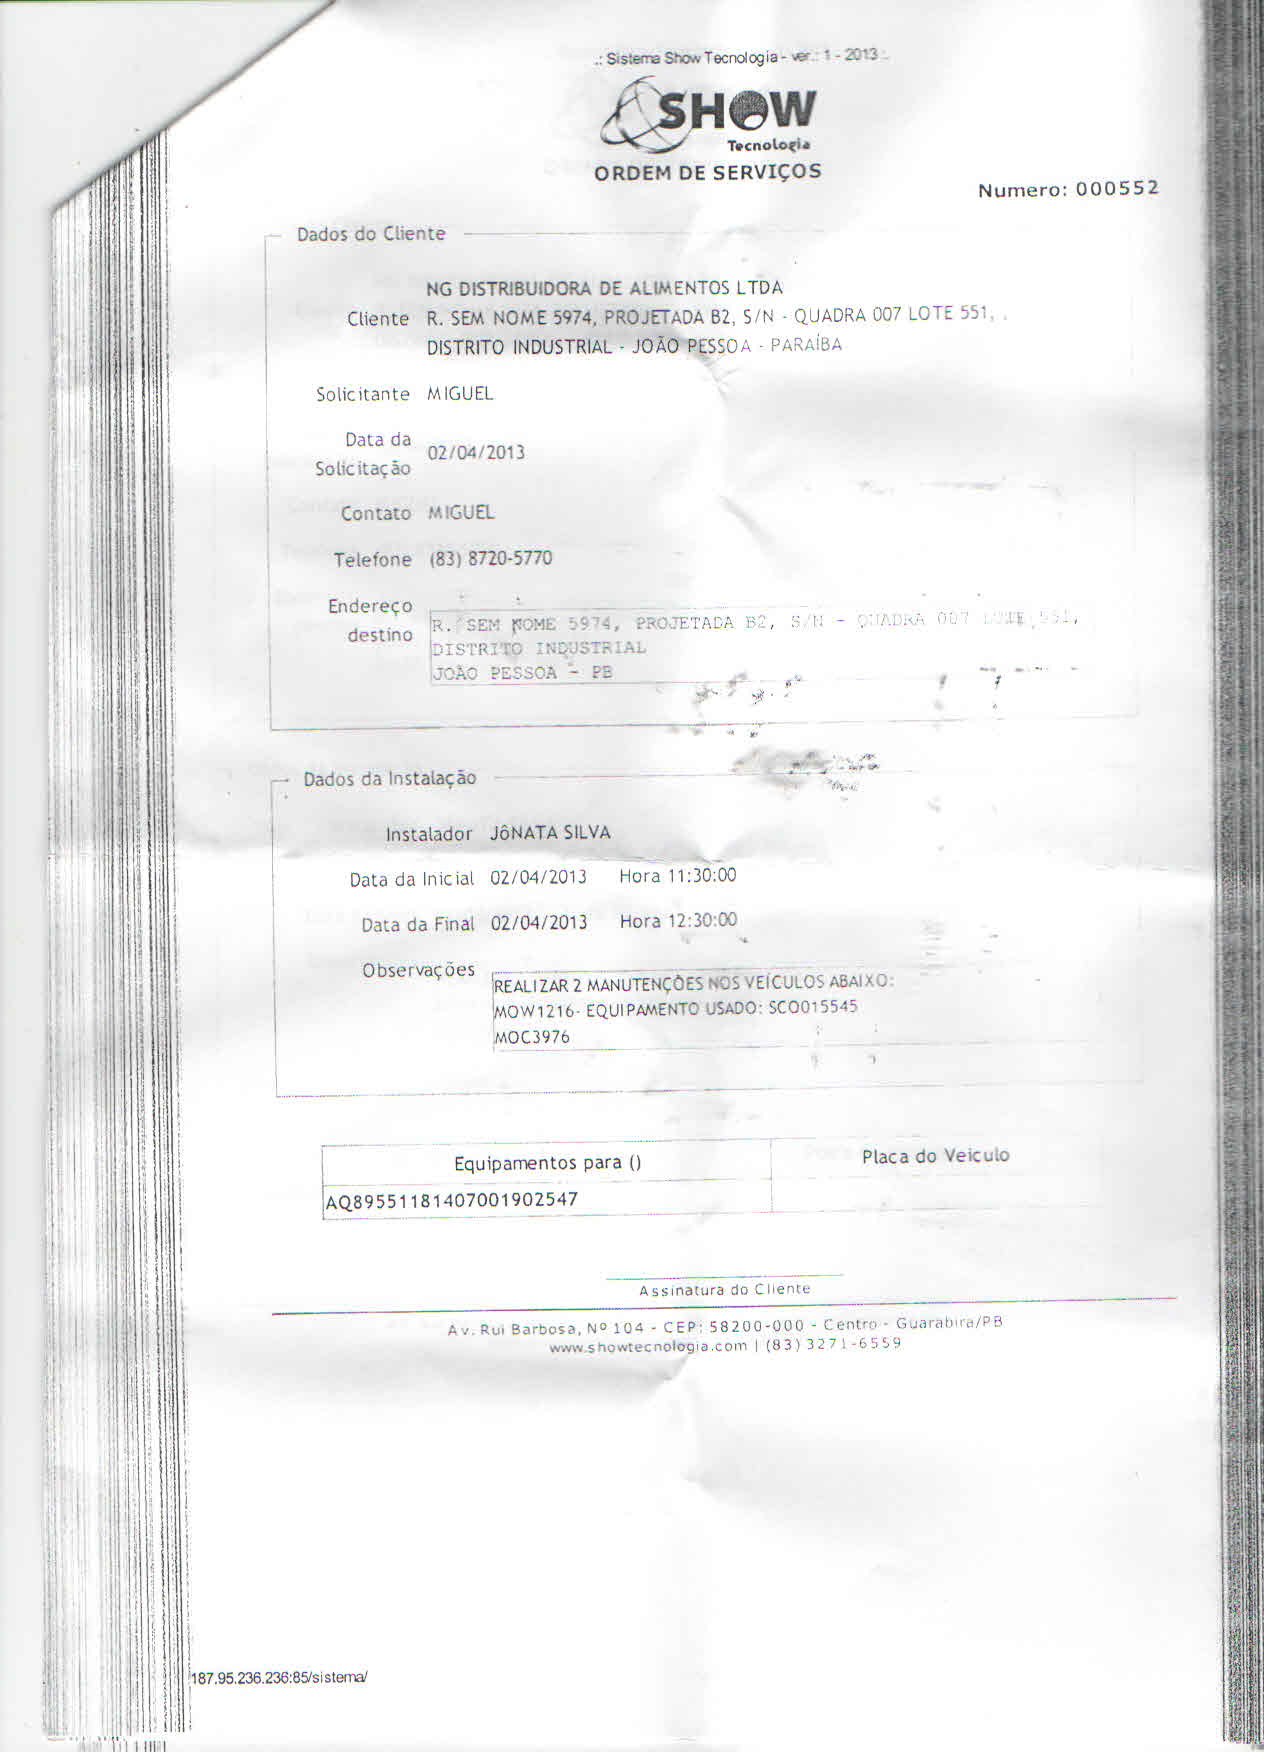 .: Sistema Show Tecnologia - ver.: 1 - 2013 :.
SHOW
Tecnologia
ORDEM DE SERVIÇOS
Numero: 000552
Dados do Cliente
NG DISTRIBUIDORA DE ALIMENTOS LTDA
Cliente R. SEM NOME 5974, PROJETADA B2, S/N - QUADRA 007 LOTE 551, .
DISTRITO INDUSTRIAL - JOÃO PESSOA - PARAÍBA
Solicitante MIGUEL
Data da
Solicitação 02/04/2013
Contato MIGUEL
Telefone (83) 8720-5770
Endereço
destino
R. SEM NOME 5974, PROJETADA B2, S/N - QUADRA 007 LOTE 551,
DISTRITO INDUSTRIAL
JOÃO PESSOA - PB
Dados da Instalação
Instalador JôNATA SILVA
Data da Inicial 02/04/2013 Hora 11:30:00
Data da Final 02/04/2013 Hora 12:30:00
Observações
REALIZAR 2 MANUTENÇÕES NOS VEÍCULOS ABAIXO:
MOW1216- EQUIPAMENTO USADO: SCO015545
MOC3976
Equipamentos para () Placa do Veiculo
AQ89551181407001902547
Assinatura do Cliente
Av. Rui Barbosa, Nº 104 - CEP: 58200-000 - Centro - Guarabira/PB
www.showtecnologia.com | (83) 3271-6559
187.95.236.236:85/sistema/